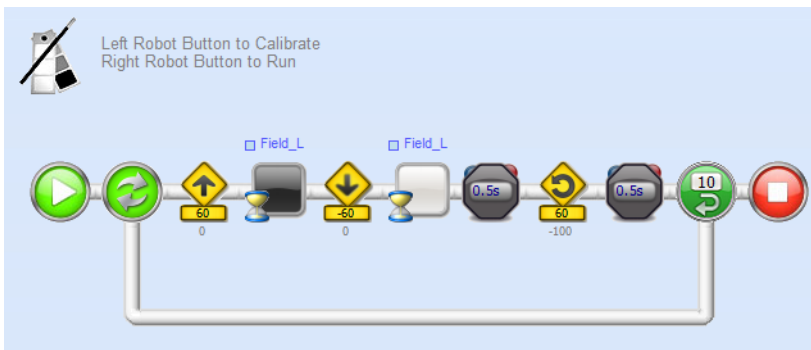 Left Robot Button to Calibrate
Right Robot Button to Run
Field_L
Field_L
60
-60
0.5s
60
0.5s
10
0
0
-100